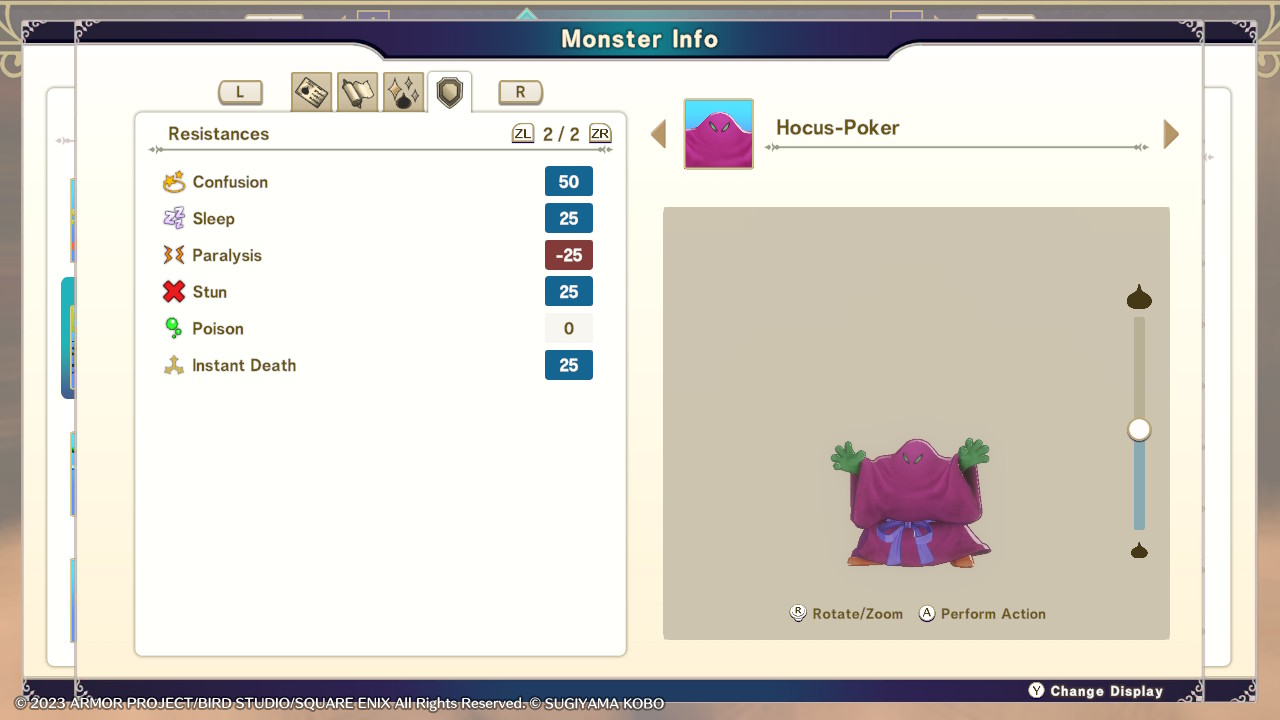 Monster Info
L
R
Resistances
ZL 2 / 2 ZR
Confusion 50
Sleep 25
Paralysis -25
Stun 25
Poison 0
Instant Death 25
Hocus-Poker
R Rotate/Zoom A Perform Action
Y Change Display
© 2023 ARMOR PROJECT/BIRD STUDIO/SQUARE ENIX All Rights Reserved. © SUGIYAMA KOBO